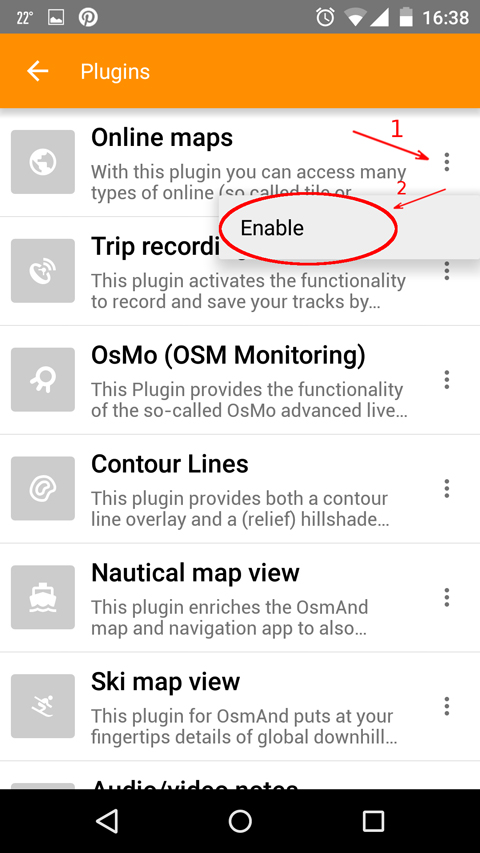 22°
16:38
Plugins
Online maps
1
With this plugin you can access many
types of online (so called tile or
2
Enable
Trip recordi
This plugin activates the functionality
to record and save your tracks by…
OsMo (OSM Monitoring)
This Plugin provides the functionality
of the so-called OsMo advanced live…
Contour Lines
This plugin provides both a contour
line overlay and a (relief) hillshade…
Nautical map view
This plugin enriches the OsmAnd
map and navigation app to also…
Ski map view
This plugin for OsmAnd puts at your
fingertips details of global downhill…
Audio/video notes